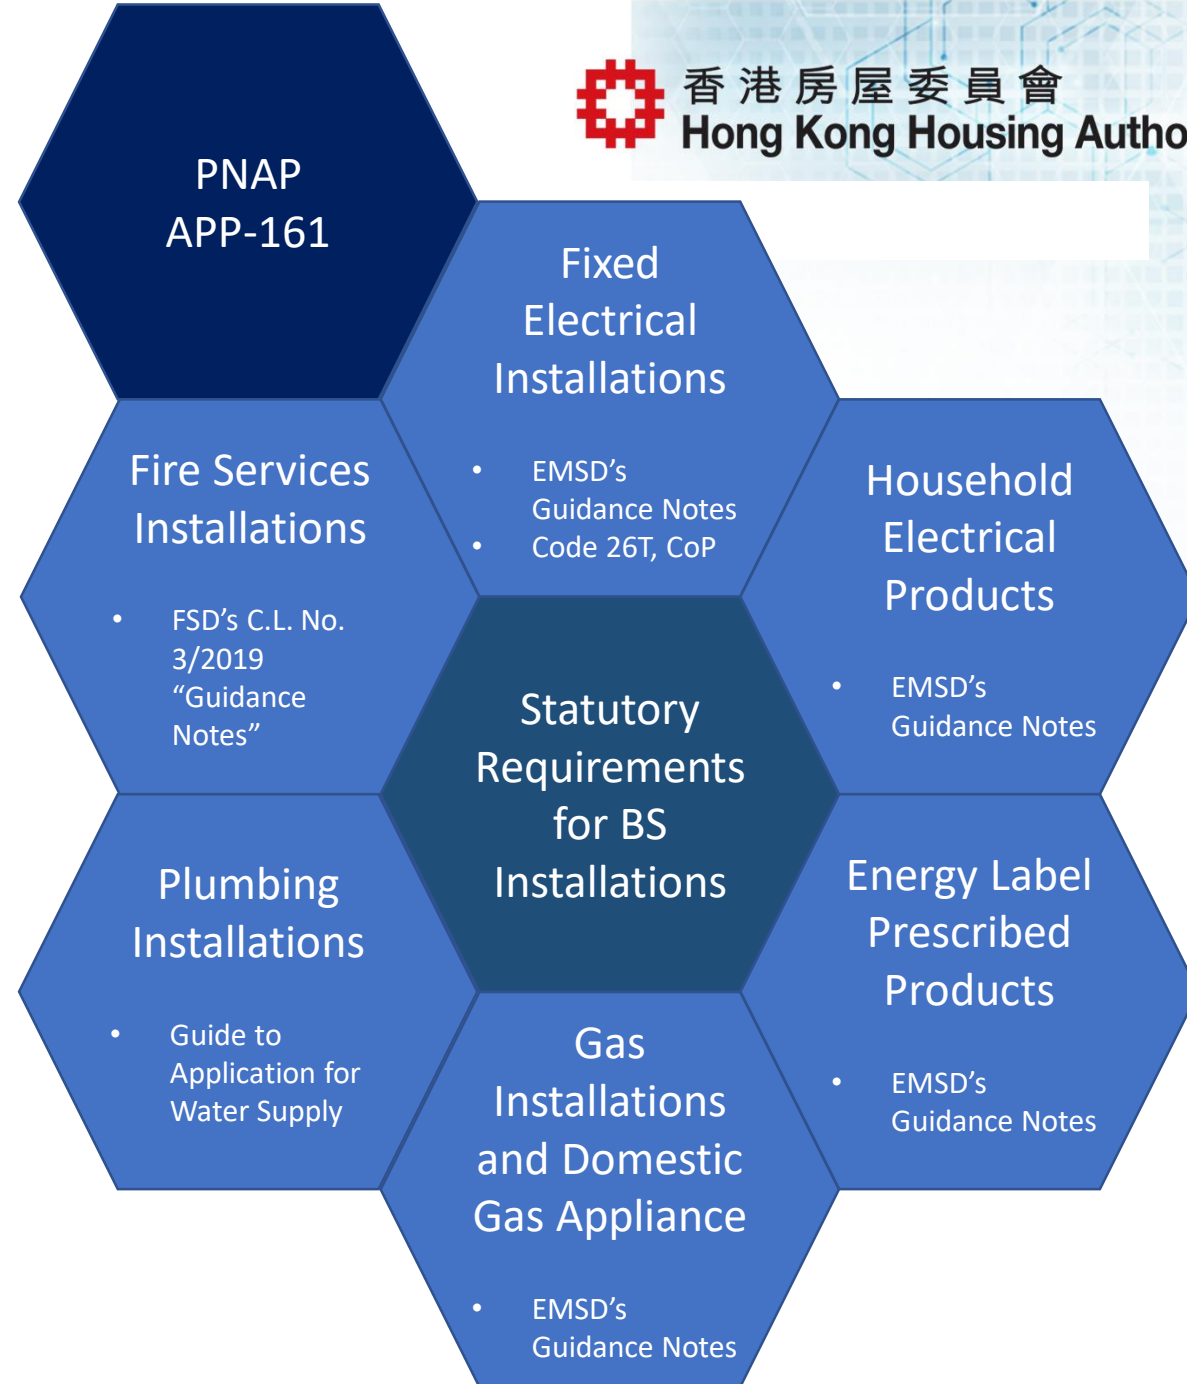 香港房屋委員會
Hong Kong Housing Autho
PNAP
APP-161
Fixed
Electrical
Installations
• EMSD’s
Guidance Notes
• Code 26T, CoP
Fire Services
Installations
• FSD’s C.L. No.
3/2019
“Guidance
Notes”
Household
Electrical
Products
• EMSD’s
Guidance Notes
Statutory
Requirements
for BS
Installations
Plumbing
Installations
• Guide to
Application for
Water Supply
Energy Label
Prescribed
Products
• EMSD’s
Guidance Notes
Gas
Installations
and Domestic
Gas Appliance
• EMSD’s
Guidance Notes